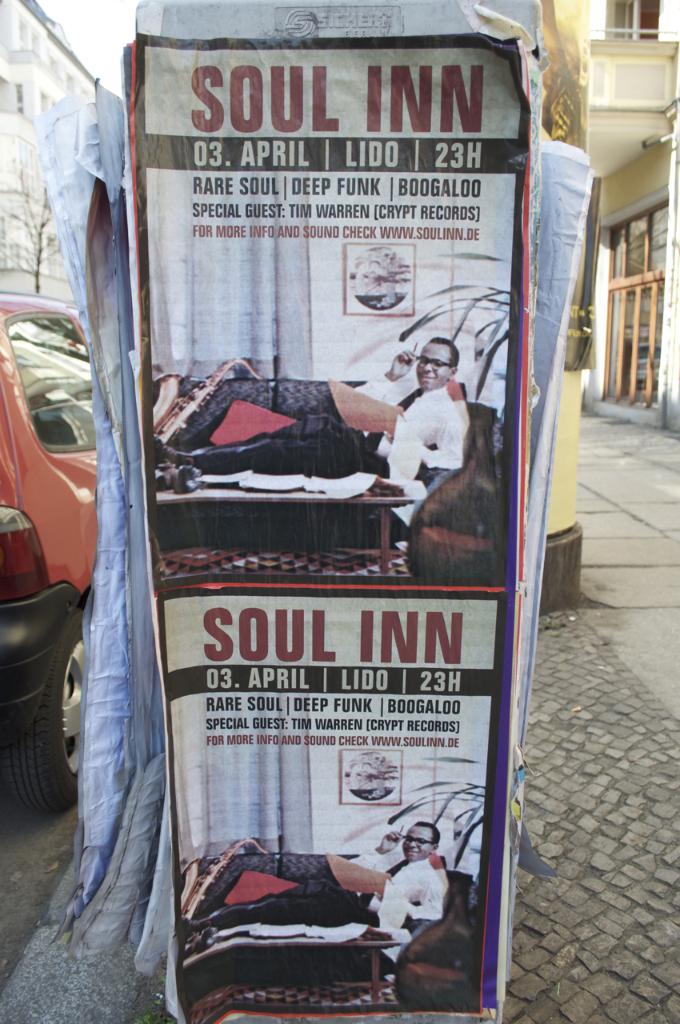 SICHERT
SOUL INN
03. APRIL | LIDO | 23H
RARE SOUL | DEEP FUNK | BOOGALOO
SPECIAL GUEST: TIM WARREN (CRYPT RECORDS)
FOR MORE INFO AND SOUND CHECK WWW.SOULINN.DE
SOUL INN
03. APRIL | LIDO | 23H
RARE SOUL | DEEP FUNK | BOOGALOO
SPECIAL GUEST: TIM WARREN (CRYPT RECORDS)
FOR MORE INFO AND SOUND CHECK WWW.SOULINN.DE